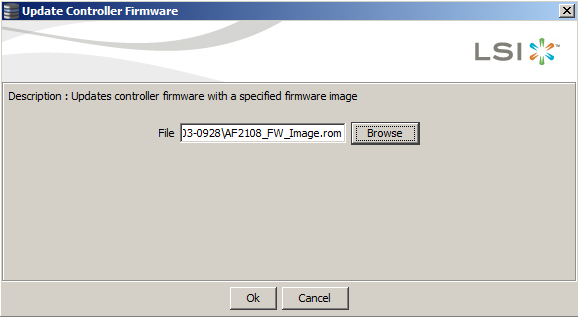 Update Controller Firmware
LSI
Description : Updates controller firmware with a specified firmware image
File 03-0928\AF2108_FW_Image.rom Browse
Ok Cancel